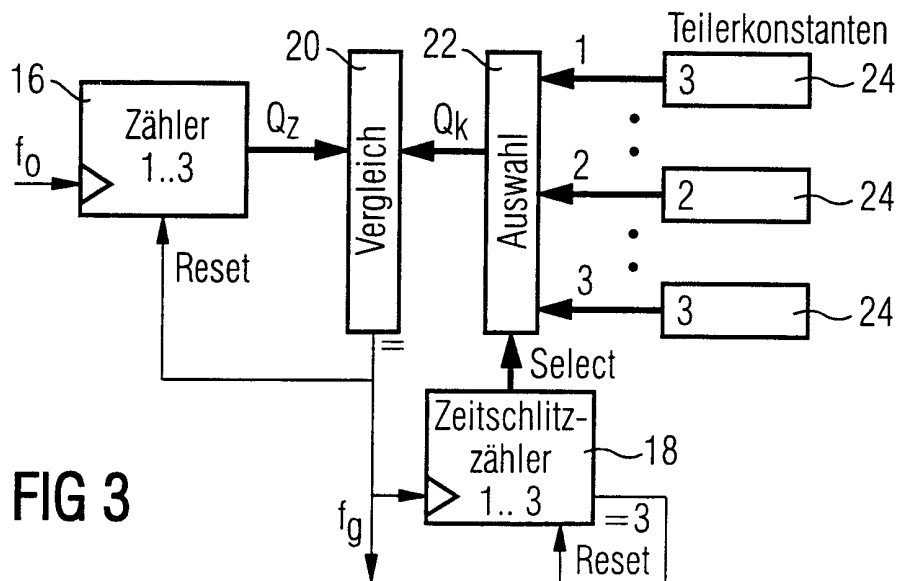 Teilerkonstanten
16
20
22
1
3
24
Zähler
1..3
f₀
Q_z
Vergleich
Q_k
Auswahl
2
2
24
Reset
3
3
24
=
Select
Zeitschlitz-
zähler
1.. 3
18
=3
FIG 3
f_g
Reset